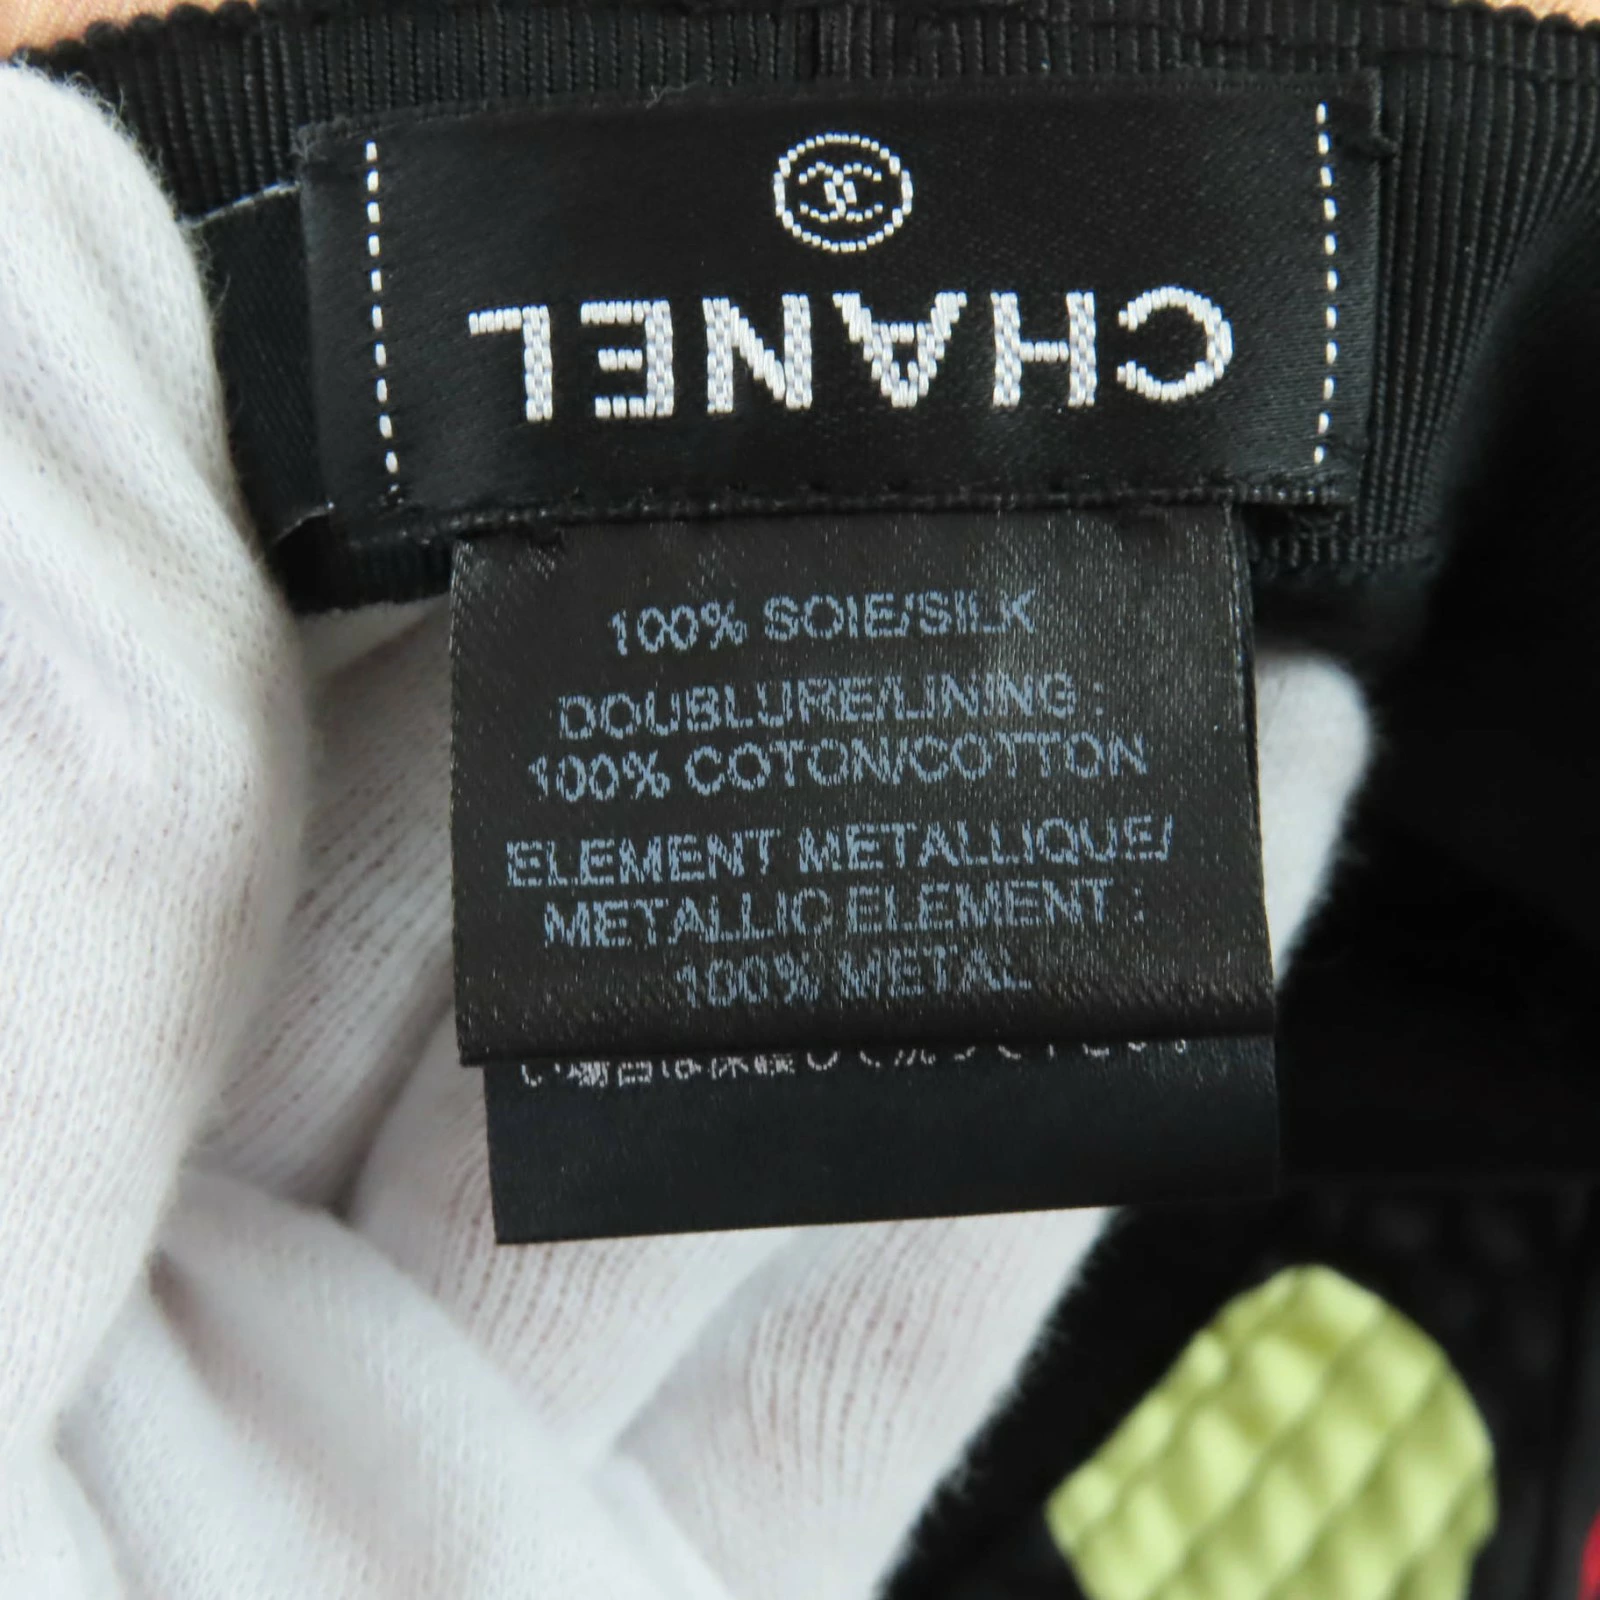 CHANEL
100% SOIE/SILK
DOUBLURE/LINING :
100% COTON/COTTON
ELEMENT METALLIQUE/
METALLIC ELEMENT :
100% METAL